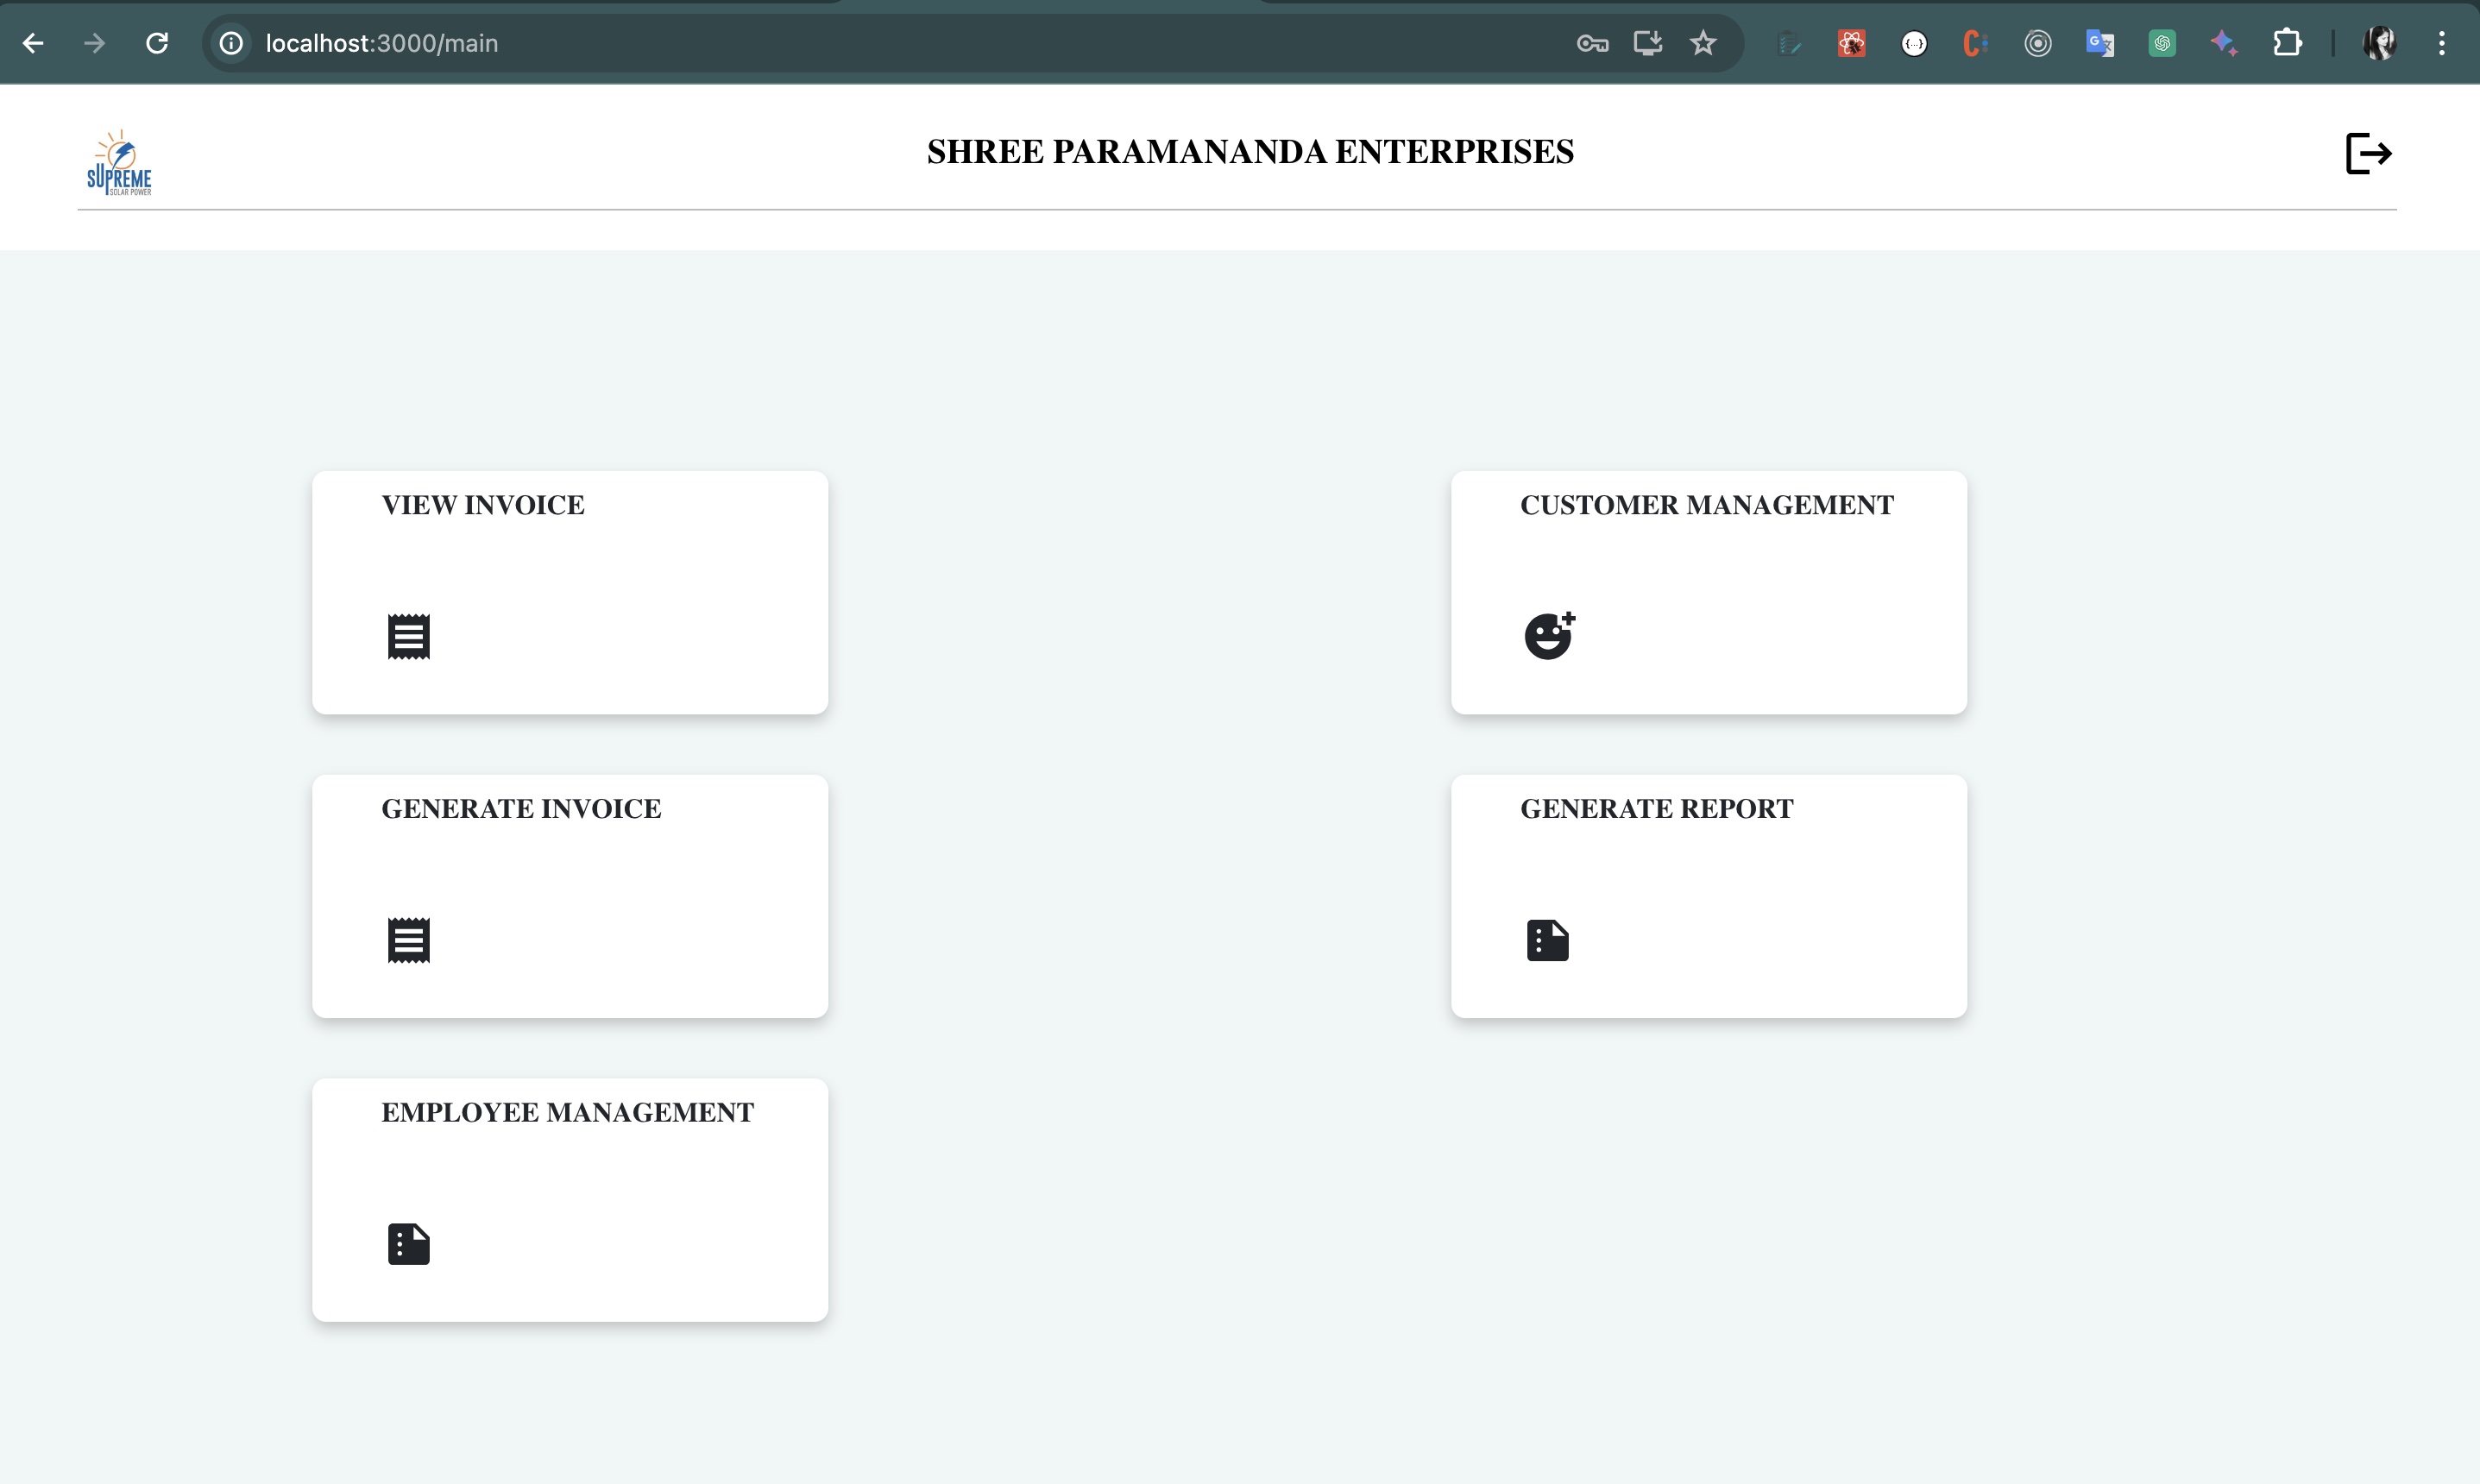 localhost:3000/main
SUPREME
SOLAR POWER
SHREE PARAMANANDA ENTERPRISES
VIEW INVOICE
CUSTOMER MANAGEMENT
GENERATE INVOICE
GENERATE REPORT
EMPLOYEE MANAGEMENT